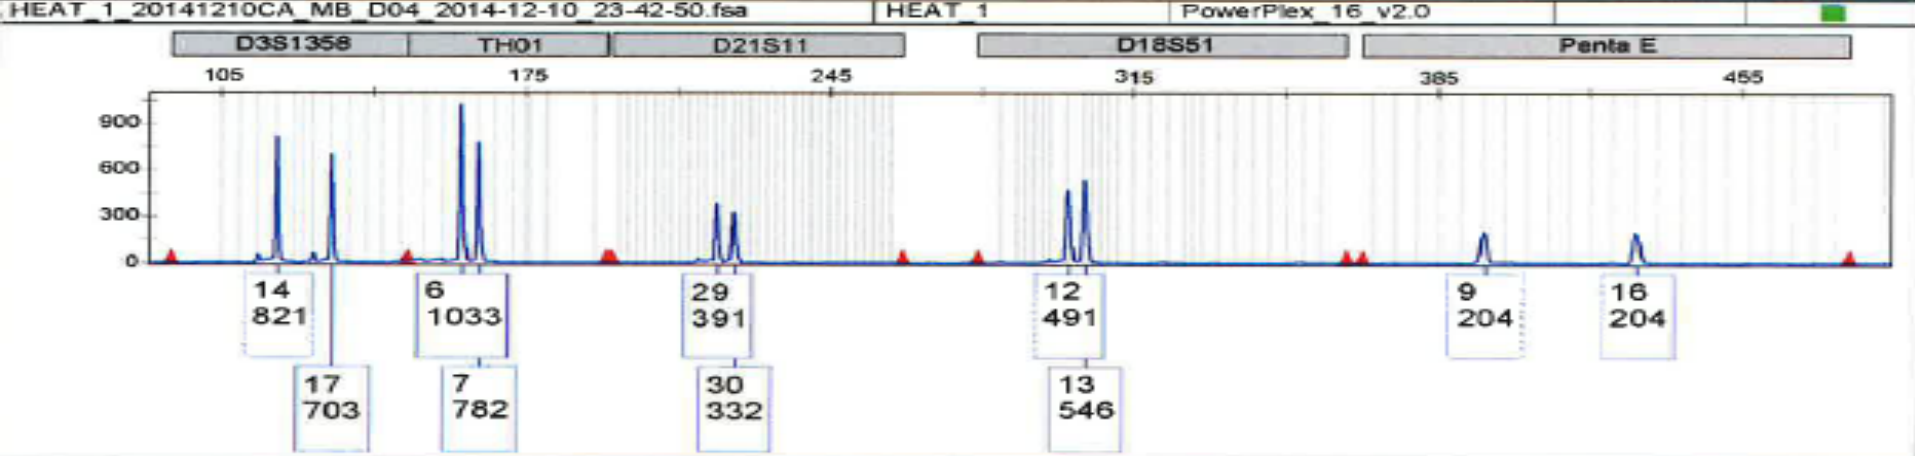 HEAT_1_20141210CA_MB_D04_2014-12-10_23-42-50.fsa HEAT_1 PowerPlex_16_v2.0
D3S1358 TH01 D21S11 D18S51 Penta E
105 175 245 315 385 455
900
600
300
0
14 6 29 12 9 16
821 1033 391 491 204 204
17 7 30 13
703 782 332 546